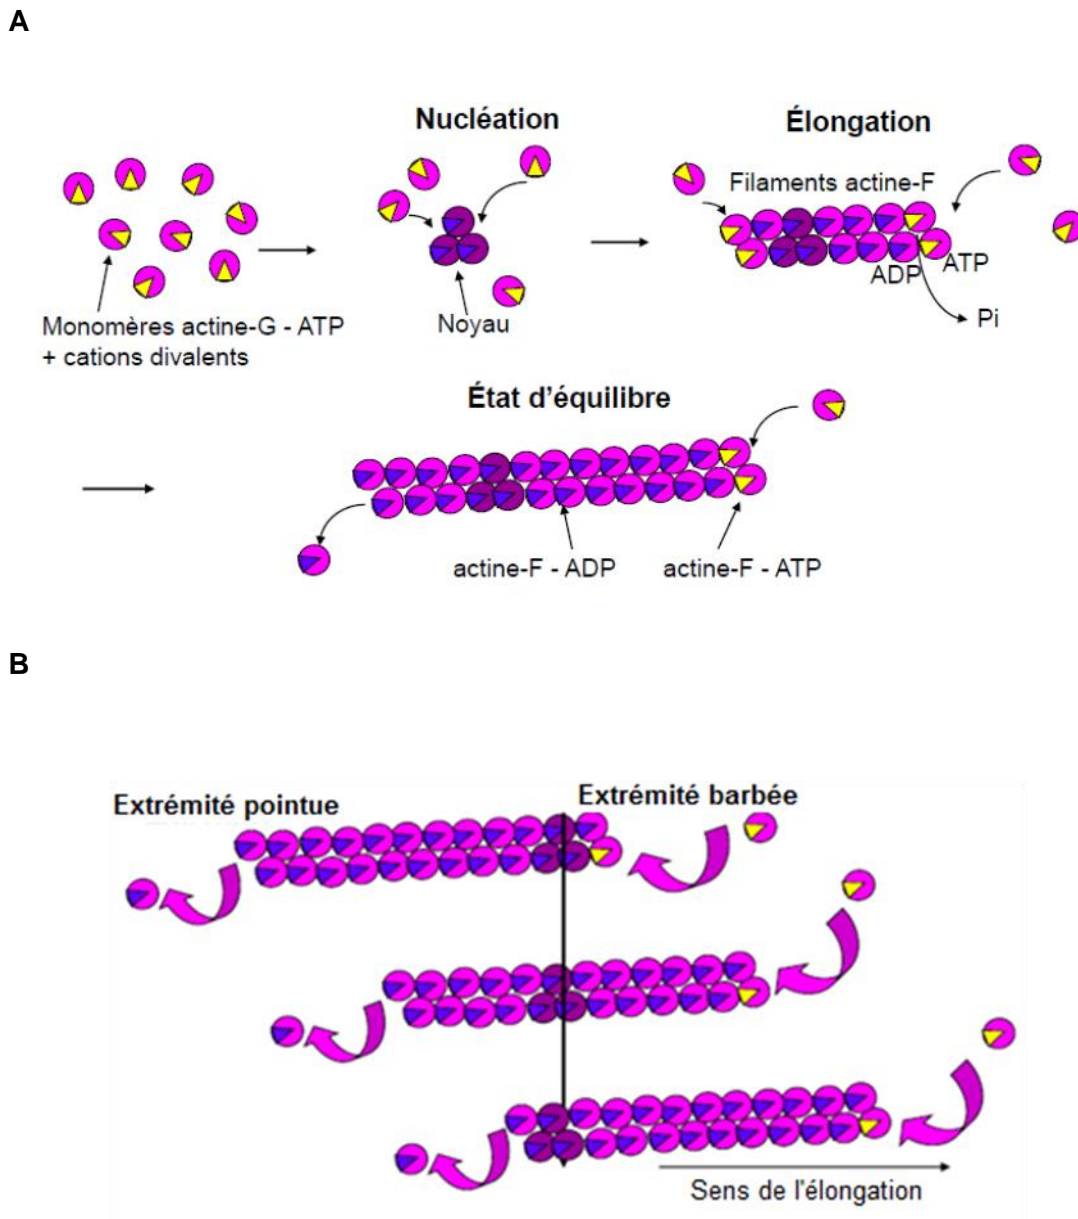 A
Nucléation
Élongation
Filaments actine-F
ATP
ADP
Pi
Monomères actine-G - ATP
+ cations divalents
Noyau
État d'équilibre
actine-F - ADP
actine-F - ATP
B
Extrémité pointue
Extrémité barbée
Sens de l'élongation